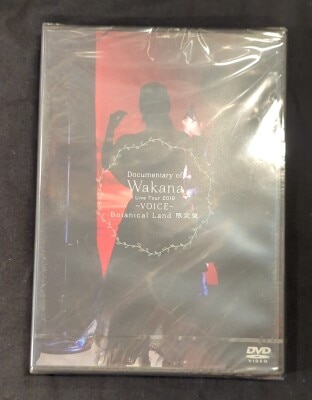 Documentary of
Wakana
Live Tour 2019
~VOICE~
Botanical Land 限定盤
DVD
VIDEO